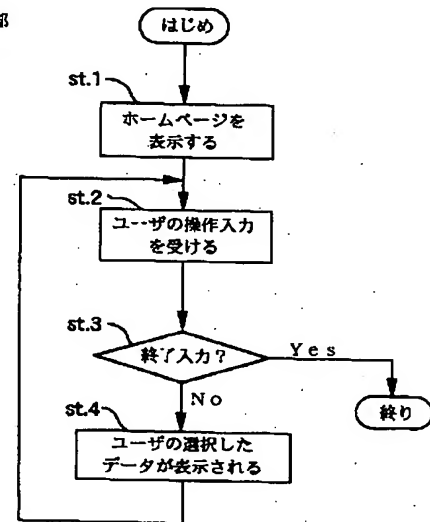 部
はじめ
st.1
ホームページを
表示する
st.2
ユーザの操作入力
を受ける
st.3
終了入力？
Yes
No
終り
st.4
ユーザの選択した
データが表示される